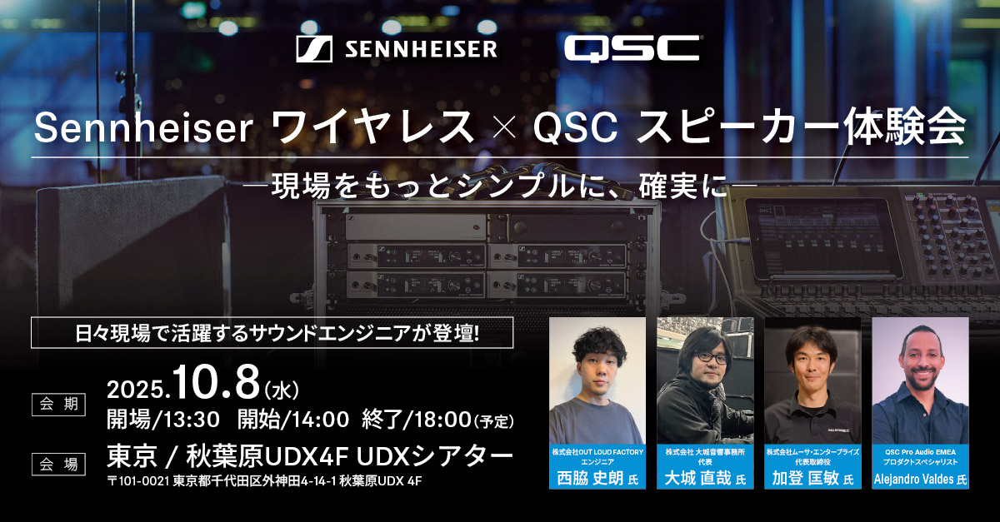 SENNHEISER
QSC
Sennheiser ワイヤレス × QSC スピーカー体験会
—現場をもっとシンプルに、確実に—
日々現場で活躍するサウンドエンジニアが登壇!
会 期
2025.10.8(水)
開場/13:30 開始/14:00 終了/18:00(予定)
会 場
東京 / 秋葉原UDX4F UDXシアター
〒101-0021 東京都千代田区外神田4-14-1 秋葉原UDX 4F
株式会社OUT LOUD FACTORY
エンジニア
西脇 史朗 氏
株式会社 大城音響事務所
代表
大城 直哉 氏
株式会社ムーサ・エンタープライズ
代表取締役
加登 匡敏 氏
QSC Pro Audio EMEA
プロダクトスペシャリスト
Alejandro Valdes 氏